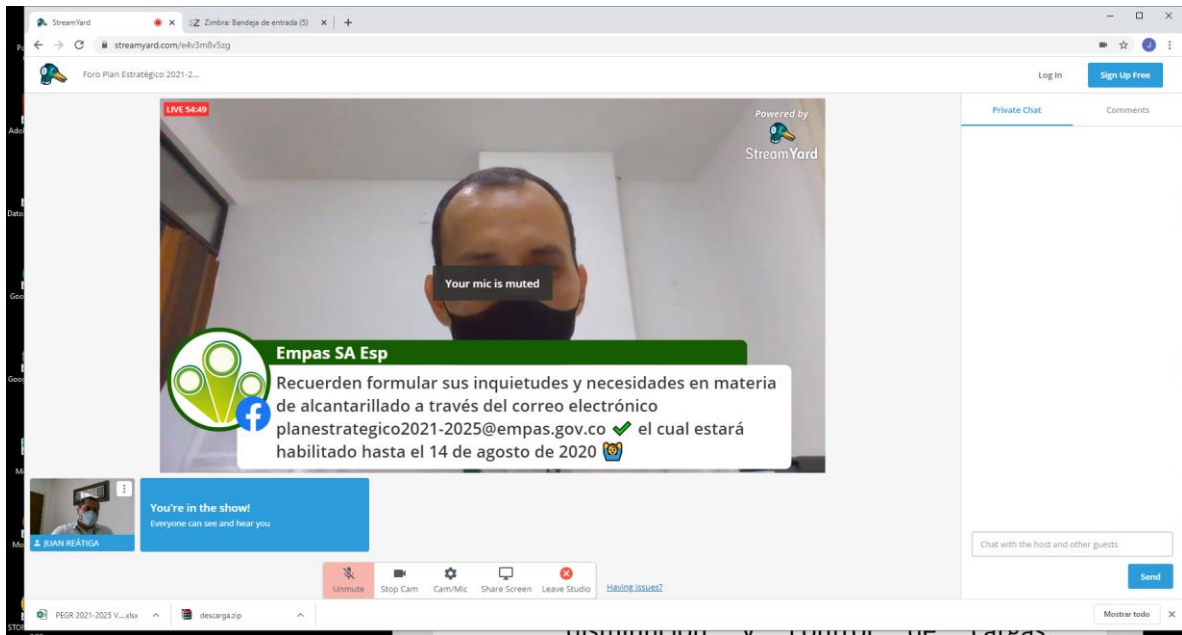 StreamYard
Zimbra: Bandeja de entrada (5)
streamyard.com/e4v3m8v5zg
J
Foro Plan Estratégico 2021-2...
Log In
Sign Up Free
LIVE 54:49
Powered by
StreamYard
Private Chat
Comments
Your mic is muted
Empas SA Esp
Recuerden formular sus inquietudes y necesidades en materia
de alcantarillado a través del correo electrónico
planestrategico2021-2025@empas.gov.co ✔ el cual estará
habilitado hasta el 14 de agosto de 2020 🙆
You're in the show!
Everyone can see and hear you
JUAN REÁTIGA
Chat with the host and other guests
Send
Unmute
Stop Cam
Cam/Mic
Share Screen
Leave Studio
Having issues?
PEGR 2021-2025 V....xlsx
descarga.zip
Mostrar todo
disminución y control de cargas